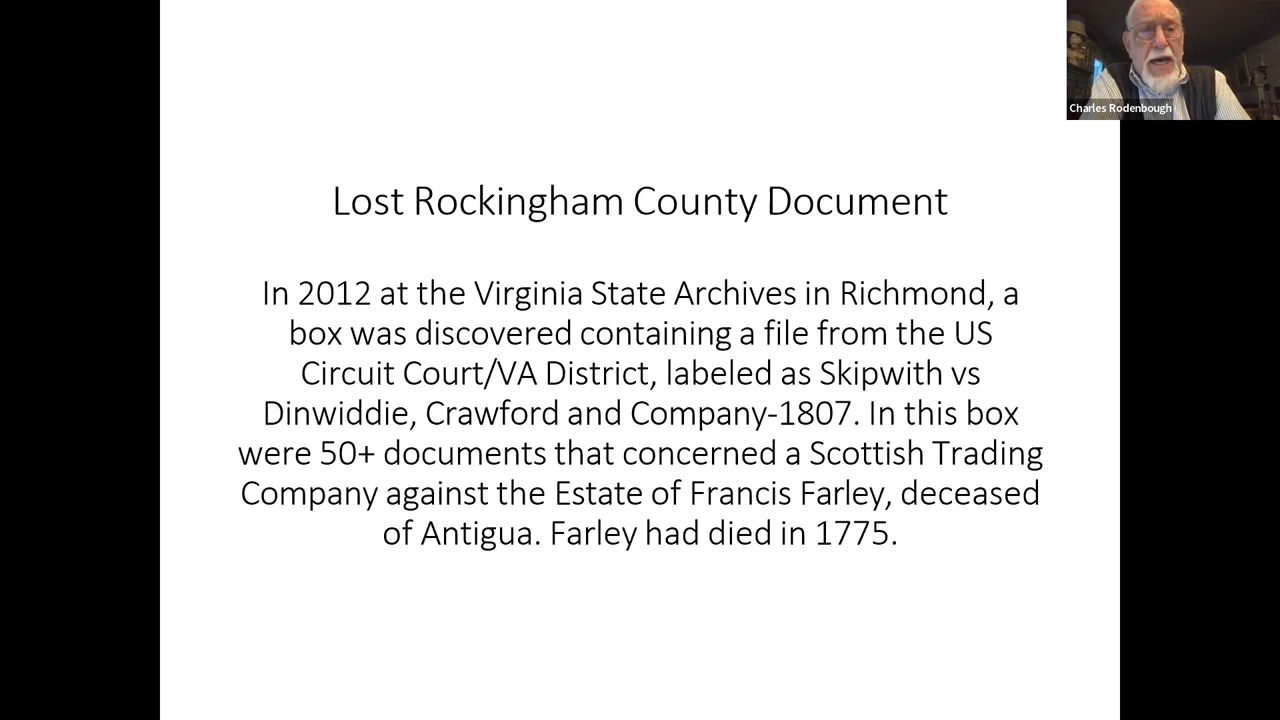 Charles Rodenbough
Lost Rockingham County Document
In 2012 at the Virginia State Archives in Richmond, a
box was discovered containing a file from the US
Circuit Court/VA District, labeled as Skipwith vs
Dinwiddie, Crawford and Company-1807. In this box
were 50+ documents that concerned a Scottish Trading
Company against the Estate of Francis Farley, deceased
of Antigua. Farley had died in 1775.